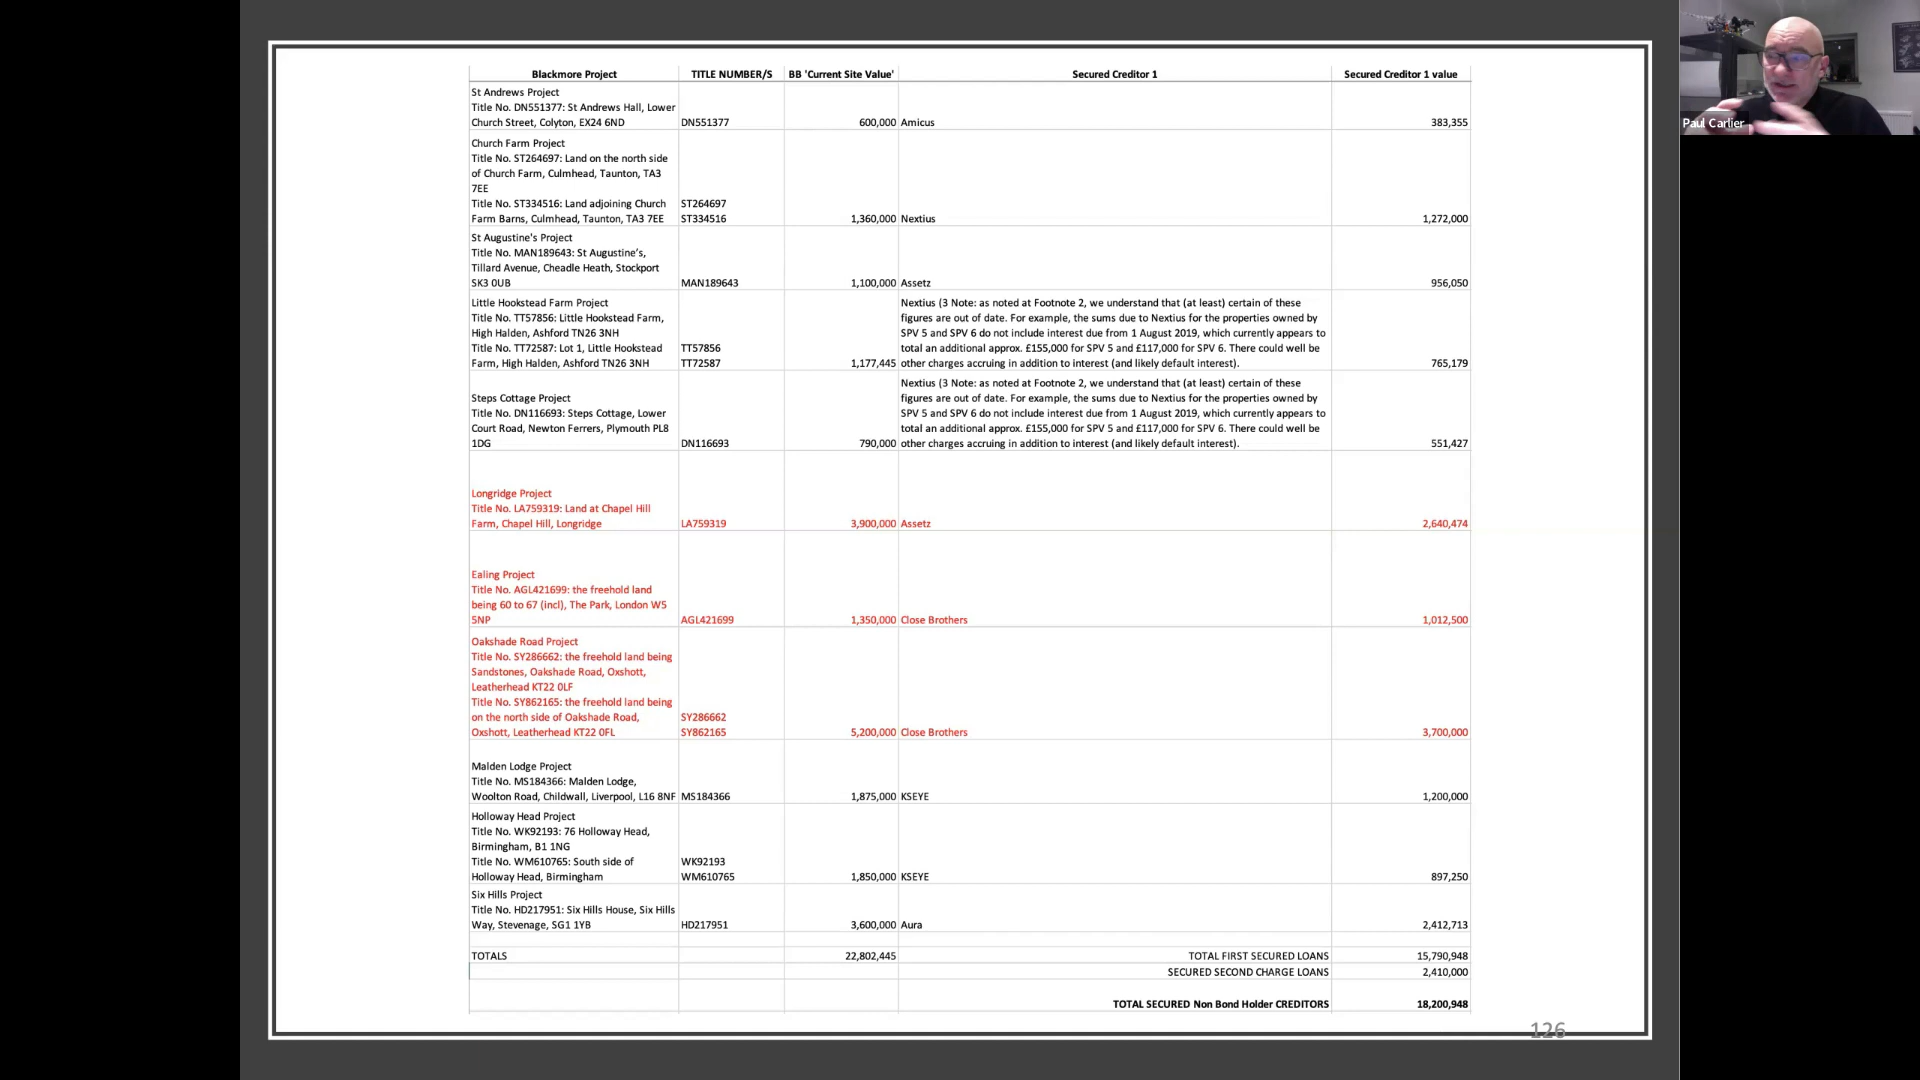 Blackmore Project TITLE NUMBER/S BB 'Current Site Value' Secured Creditor 1 Secured Creditor 1 value
St Andrews Project
Title No. DN551377: St Andrews Hall, Lower
Church Street, Colyton, EX24 6ND DN551377 600,000 Amicus 383,355
Church Farm Project
Title No. ST264697: Land on the north side
of Church Farm, Culmhead, Taunton, TA3
7EE
Title No. ST334516: Land adjoining Church ST264697
Farm Barns, Culmhead, Taunton, TA3 7EE ST334516 1,360,000 Nextius 1,272,000
St Augustine's Project
Title No. MAN189643: St Augustine’s,
Tillard Avenue, Cheadle Heath, Stockport
SK3 0UB MAN189643 1,100,000 Assetz 956,050
Little Hookstead Farm Project Nextius (3 Note: as noted at Footnote 2, we understand that (at least) certain of these
Title No. TT57856: Little Hookstead Farm, figures are out of date. For example, the sums due to Nextius for the properties owned by
High Halden, Ashford TN26 3NH SPV 5 and SPV 6 do not include interest due from 1 August 2019, which currently appears to
Title No. TT72587: Lot 1, Little Hookstead TT57856 total an additional approx. £155,000 for SPV 5 and £117,000 for SPV 6. There could well be
Farm, High Halden, Ashford TN26 3NH TT72587 1,177,445 other charges accruing in addition to interest (and likely default interest). 765,179
Nextius (3 Note: as noted at Footnote 2, we understand that (at least) certain of these
Steps Cottage Project figures are out of date. For example, the sums due to Nextius for the properties owned by
Title No. DN116693: Steps Cottage, Lower SPV 5 and SPV 6 do not include interest due from 1 August 2019, which currently appears to
Court Road, Newton Ferrers, Plymouth PL8 total an additional approx. £155,000 for SPV 5 and £117,000 for SPV 6. There could well be
1DG DN116693 790,000 other charges accruing in addition to interest (and likely default interest). 551,427
Longridge Project
Title No. LA759319: Land at Chapel Hill
Farm, Chapel Hill, Longridge LA759319 3,900,000 Assetz 2,640,474
Ealing Project
Title No. AGL421699: the freehold land
being 60 to 67 (incl), The Park, London W5
5NP AGL421699 1,350,000 Close Brothers 1,012,500
Oakshade Road Project
Title No. SY286662: the freehold land being
Sandstones, Oakshade Road, Oxshott,
Leatherhead KT22 0LF
Title No. SY862165: the freehold land being
on the north side of Oakshade Road, SY286662
Oxshott, Leatherhead KT22 0FL SY862165 5,200,000 Close Brothers 3,700,000
Malden Lodge Project
Title No. MS184366: Malden Lodge,
Woolton Road, Childwall, Liverpool, L16 8NF MS184366 1,875,000 KSEYE 1,200,000
Holloway Head Project
Title No. WK92193: 76 Holloway Head,
Birmingham, B1 1NG
Title No. WM610765: South side of WK92193
Holloway Head, Birmingham WM610765 1,850,000 KSEYE 897,250
Six Hills Project
Title No. HD217951: Six Hills House, Six Hills
Way, Stevenage, SG1 1YB HD217951 3,600,000 Aura 2,412,713
TOTALS 22,802,445 TOTAL FIRST SECURED LOANS 15,790,948
SECURED SECOND CHARGE LOANS 2,410,000
TOTAL SECURED Non Bond Holder CREDITORS 18,200,948
126
Paul Carlier